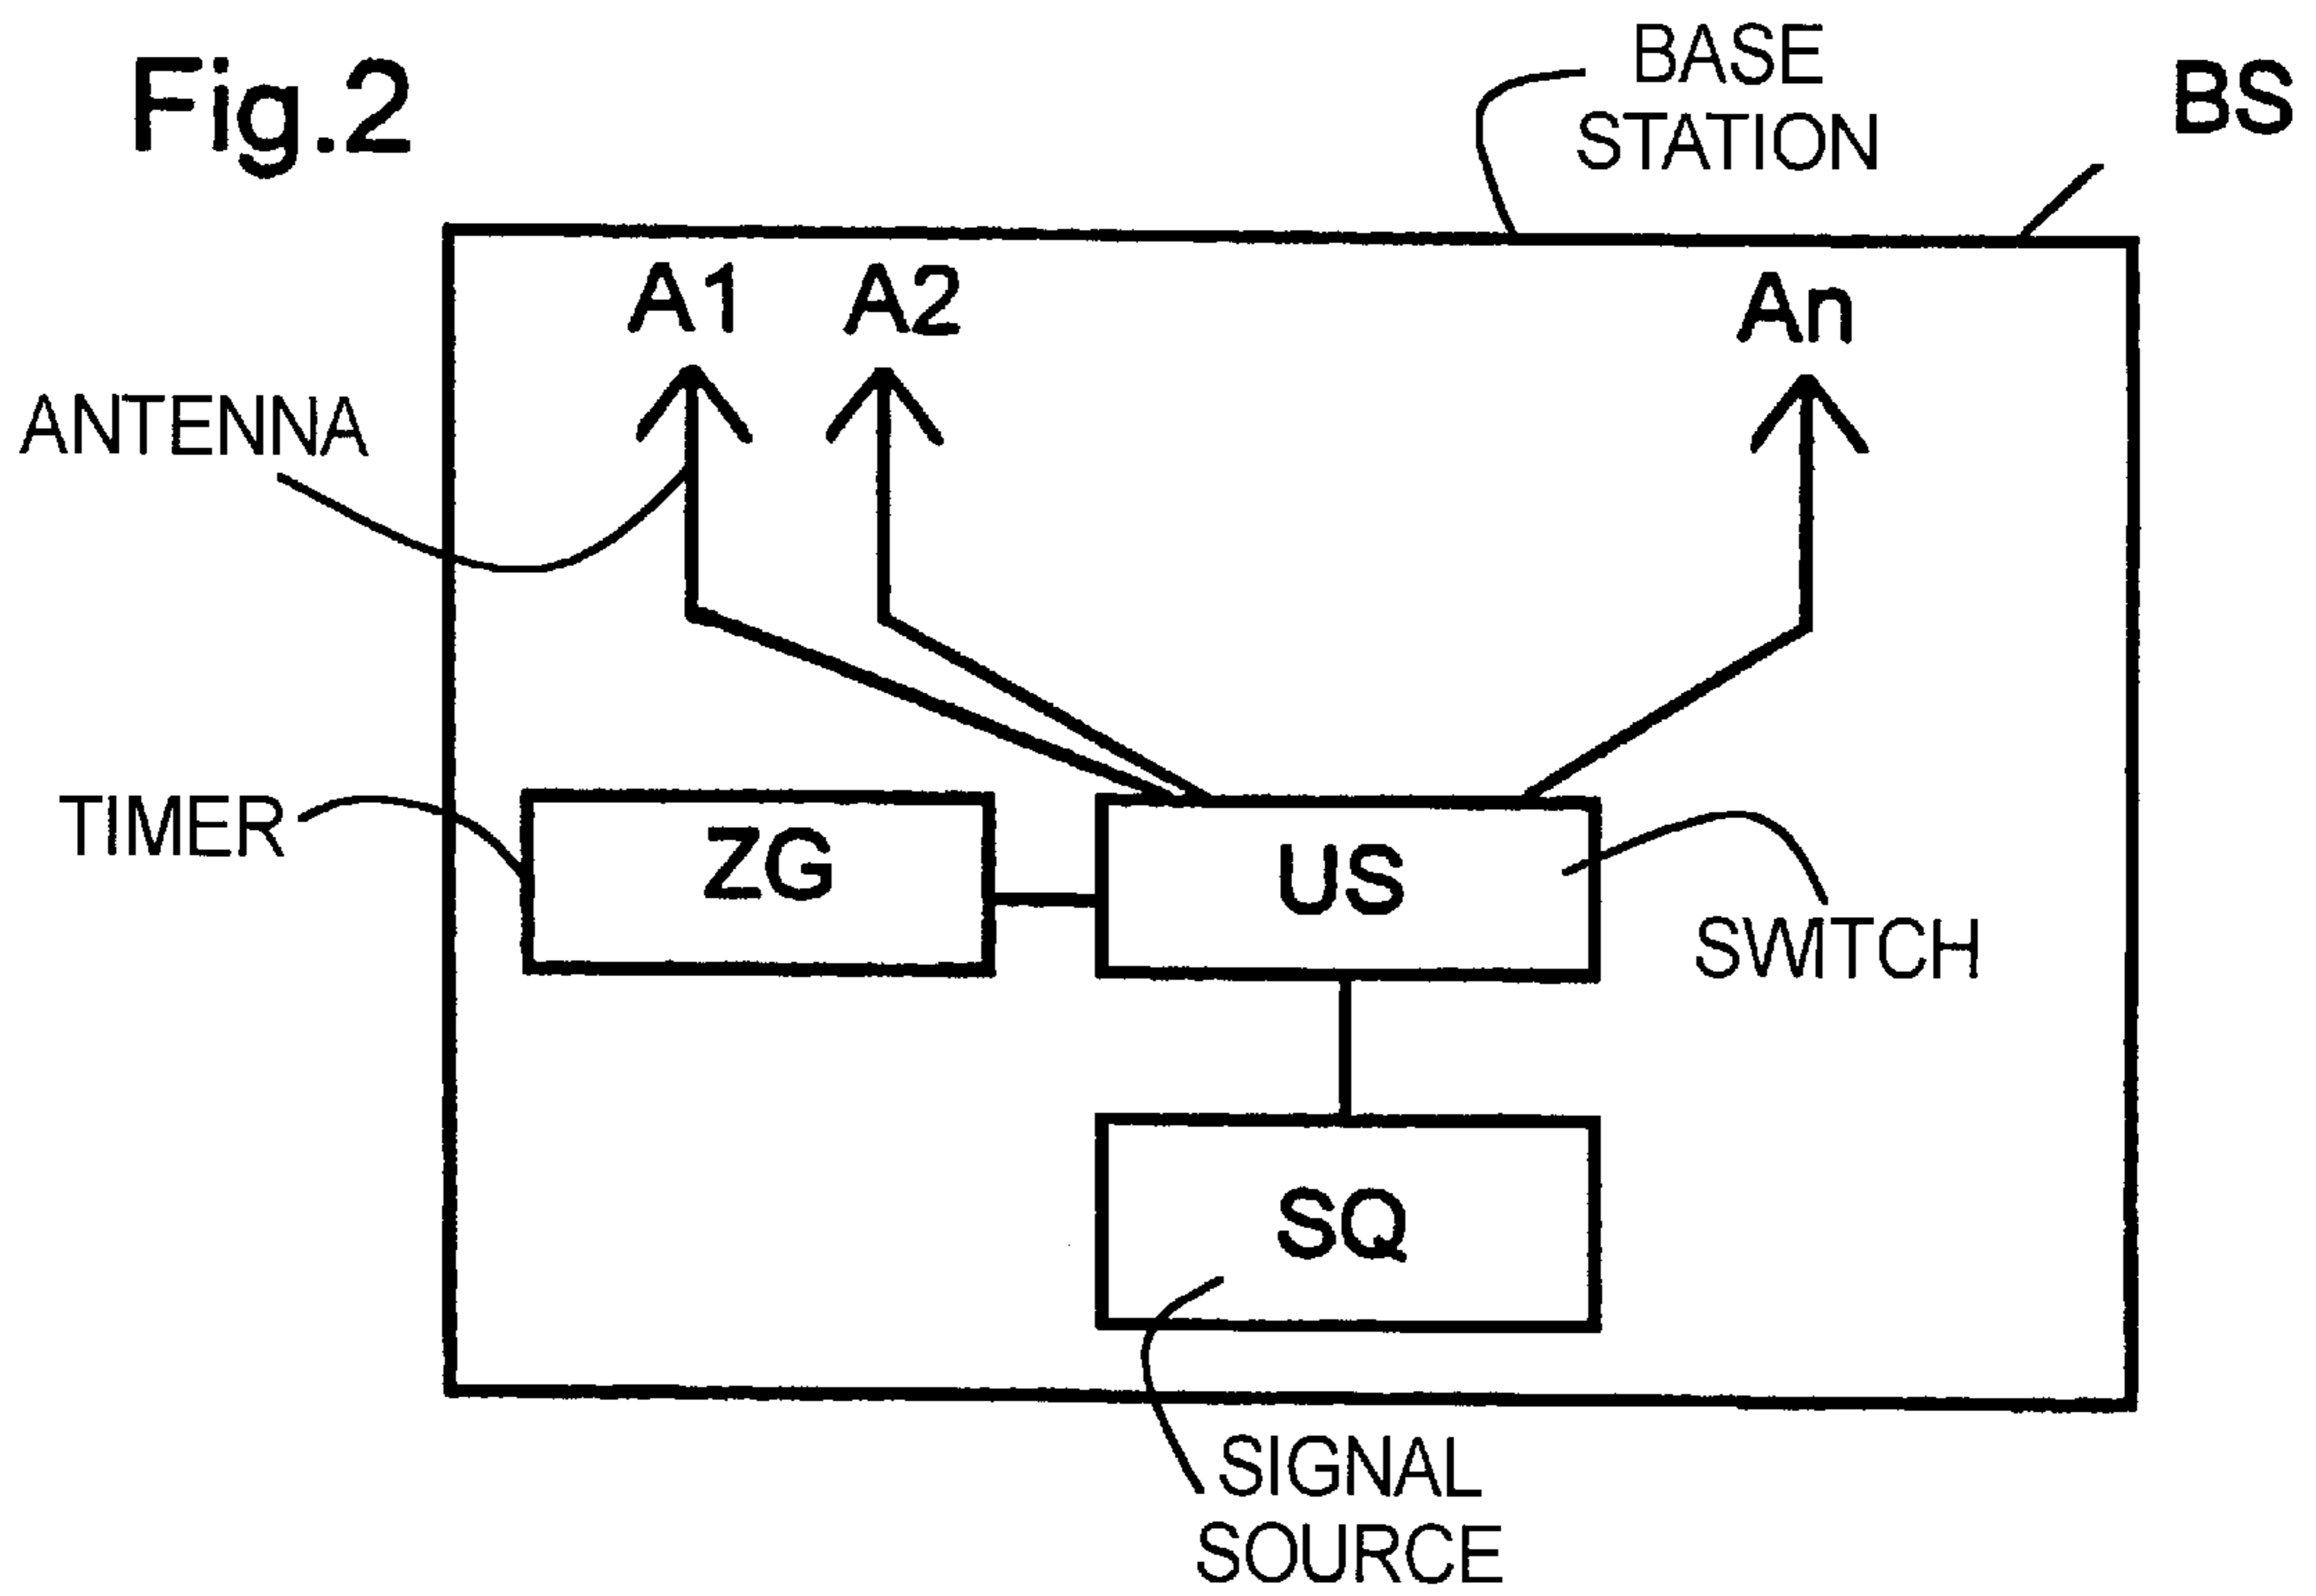 Fig.2
BASE
STATION
BS
A1 A2 An
ANTENNA
TIMER
ZG
US
SWITCH
SQ
SIGNAL
SOURCE